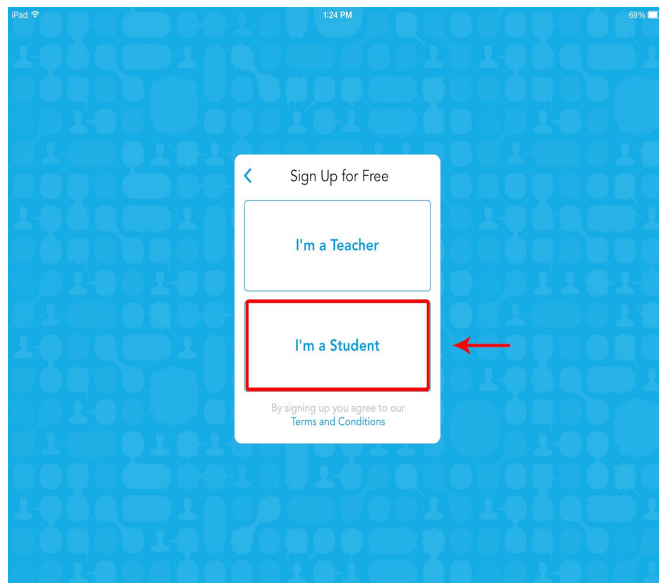 iPad 1:24 PM 69%
Sign Up for Free
I'm a Teacher
I'm a Student
By signing up you agree to our
Terms and Conditions